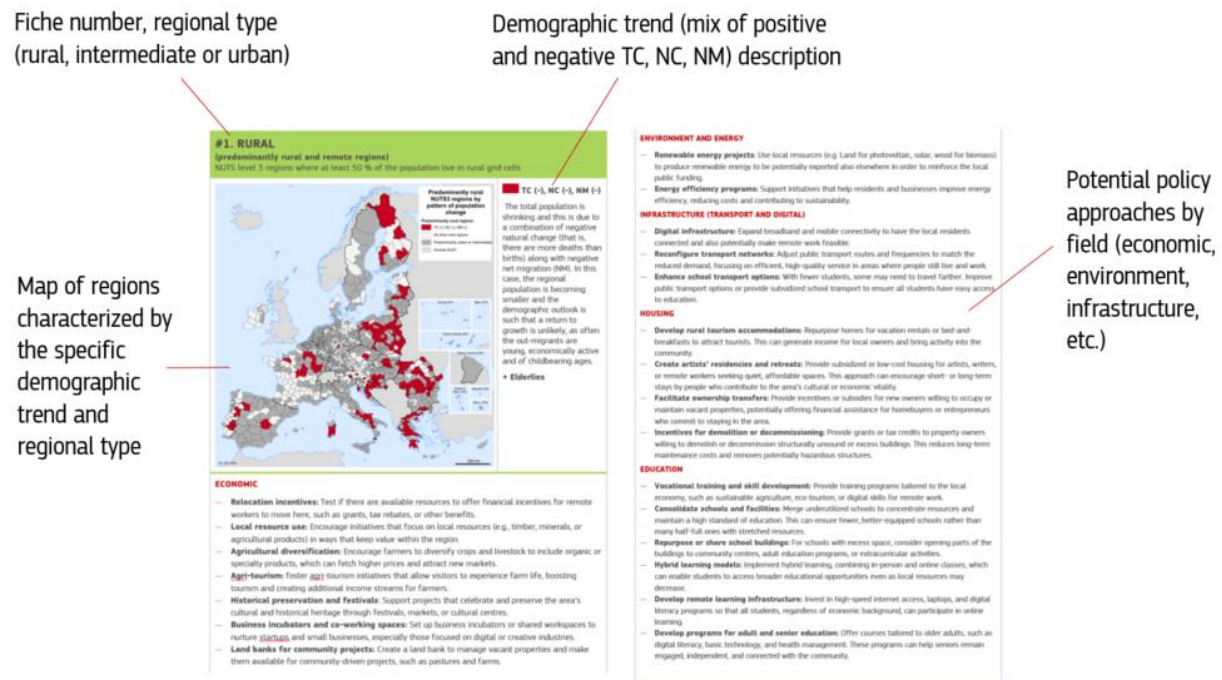 Fiche number, regional type
(rural, intermediate or urban)
Demographic trend (mix of positive
and negative TC, NC, NM) description
Map of regions
characterized by
the specific
demographic
trend and
regional type
Potential policy
approaches by
field (economic,
environment,
infrastructure,
etc.)
#1. RURAL
(predominantly rural and remote regions)
NUTS level 3 regions where at least 50 % of the population live in rural grid cells
Predominantly rural
NUTS3 regions by
pattern of population
change
TC (-), NC (-), NM (-)
The total population is
shrinking and this is due to
a combination of negative
natural change (that is,
there are more deaths than
births) along with negative
net migration (NM). In this
case, the regional
population is becoming
smaller and the
demographic outlook is
such that a return to
growth is unlikely, as often
the out-migrants are
young, economically active
and of childbearing ages.
+ Elderlies
ECONOMIC
— Relocation incentives: Test if there are available resources to offer financial incentives for remote
workers to move here, such as grants, tax rebates, or other benefits.
— Local resource use: Encourage initiatives that focus on local resources (e.g., timber, minerals, or
agricultural products) in ways that keep value within the region.
— Agricultural diversification: Encourage farmers to diversify crops and livestock to include organic or
specialty products, which can fetch higher prices and attract new markets.
— Agri-tourism: foster agri-tourism initiatives that allow visitors to experience farm life, boosting
tourism and creating additional income streams for farmers.
— Historical preservation and festivals: Support projects that celebrate and preserve the area's
cultural and historical heritage through festivals, markets, or cultural centres.
— Business incubators and co-working spaces: Set up business incubators or shared workspaces to
nurture startups and small businesses, especially those focused on digital or creative industries.
— Land banks for community projects: Create a land bank to manage vacant properties and make
them available for community-driven projects, such as pastures and farms.
ENVIRONMENT AND ENERGY
— Renewable energy projects: Use local resources (e.g. Land for photovoltaic, solar, wood for biomass)
to produce renewable energy to be potentially exported also elsewhere in order to reinforce the local
public funding.
— Energy efficiency programs: Support initiatives that help residents and businesses improve energy
efficiency, reducing costs and contributing to sustainability.
INFRASTRUCTURE (TRANSPORT AND DIGITAL)
— Digital infrastructure: Expand broadband and mobile connectivity to have the local residents
connected and also potentially make remote work feasible.
— Reconfigure transport networks: Adjust public transport routes and frequencies to match the
reduced demand, focusing on efficient, high-quality service in areas where people still live and work.
— Enhance school transport options: With fewer students, some may need to travel farther. Improve
public transport options or provide subsidized school transport to ensure all students have easy access
to education.
HOUSING
— Develop rural tourism accommodations: Repurpose homes for vacation rentals or bed-and-
breakfasts to attract tourists. This can generate income for local owners and bring activity into the
community.
— Create artists' residencies and retreats: Provide subsidized or low-cost housing for artists, writers,
or remote workers seeking quiet, affordable spaces. This approach can encourage short- or long-term
stays by people who contribute to the area's cultural or economic vitality.
— Facilitate ownership transfers: Provide incentives or subsidies for new owners willing to occupy or
maintain vacant properties, potentially offering financial assistance for homebuyers or entrepreneurs
who commit to staying in the area.
— Incentives for demolition or decommissioning: Provide grants or tax credits to property owners
willing to demolish or decommission structurally unsound or excess buildings. This reduces long-term
maintenance costs and removes potentially hazardous structures.
EDUCATION
— Vocational training and skill development: Provide training programs tailored to the local
economy, such as sustainable agriculture, eco-tourism, or digital skills for remote work.
— Consolidate schools and facilities: Merge underutilized schools to concentrate resources and
maintain a high standard of education. This can ensure fewer, better-equipped schools rather than
many half-full ones with stretched resources.
— Repurpose or share school buildings: For schools with excess space, consider opening parts of the
buildings to community centres, adult education programs, or extracurricular activities.
— Hybrid learning models: Implement hybrid learning, combining in-person and online classes, which
can enable students to access broader educational opportunities even as local resources may
decrease.
— Develop remote learning infrastructure: Invest in high-speed internet access, laptops, and digital
literacy programs so that all students, regardless of economic background, can participate in online
learning.
— Develop programs for adult and senior education: Offer courses tailored to older adults, such as
digital literacy, basic technology, and health management. These programs can help seniors remain
engaged, independent, and connected with the community.